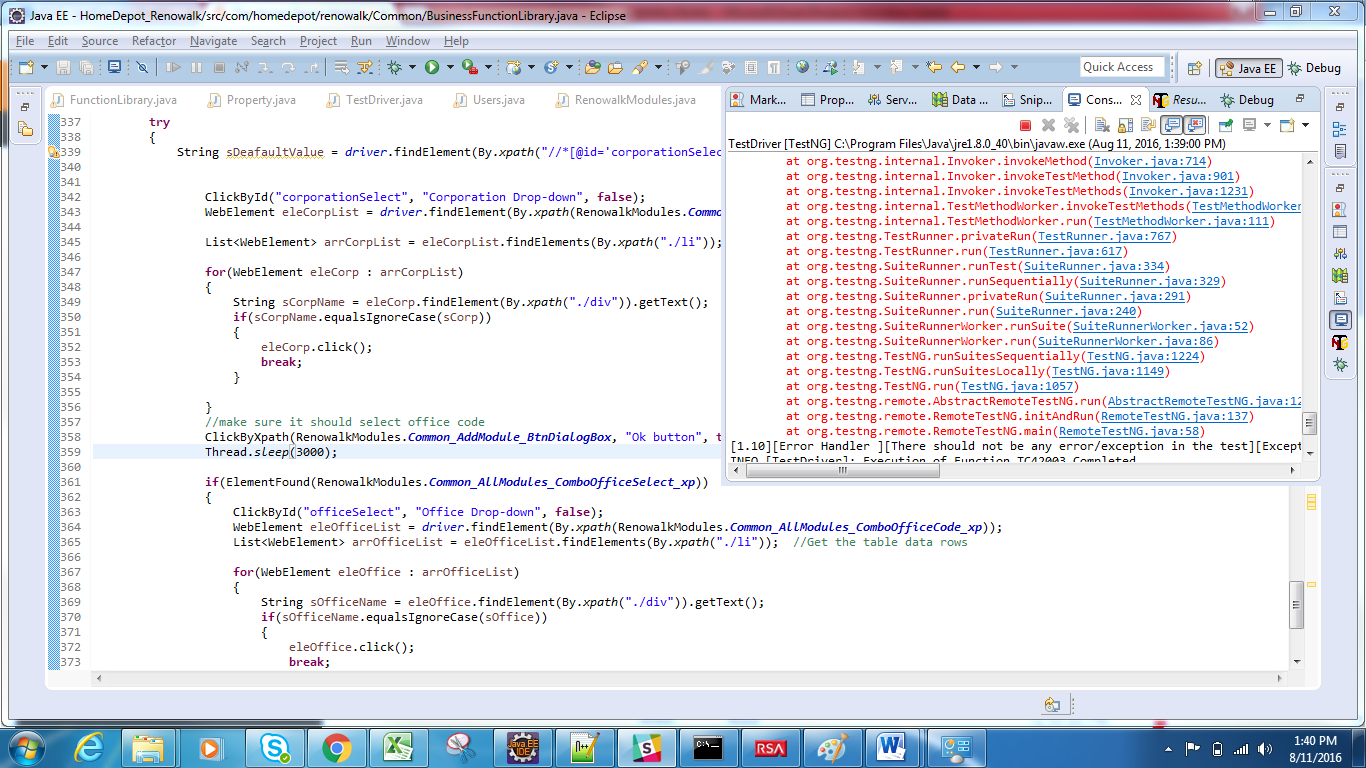 Java EE - HomeDepot_Renowalk/src/com/homedepot/renowalk/Common/BusinessFunctionLibrary.java - Eclipse
File Edit Source Refactor Navigate Search Project Run Window Help
Quick Access
Java EE
Debug
FunctionLibrary.java
Property.java
TestDriver.java
Users.java
RenowalkModules.java
Mark...
Prop...
Serv...
Data ...
Snip...
Cons...
Resu...
Debug
337 try
338 {
339 String sDeafaultValue = driver.findElement(By.xpath("//*[@id='corporationSelec
340
341
342 ClickById("corporationSelect", "Corporation Drop-down", false);
343 WebElement eleCorpList = driver.findElement(By.xpath(RenowalkModules.Commo
344
345 List<WebElement> arrCorpList = eleCorpList.findElements(By.xpath("./li"));
346
347 for(WebElement eleCorp : arrCorpList)
348 {
349 String sCorpName = eleCorp.findElement(By.xpath("./div")).getText();
350 if(sCorpName.equalsIgnoreCase(sCorp))
351 {
352 eleCorp.click();
353 break;
354 }
355
356 }
357 //make sure it should select office code
358 ClickByXpath(RenowalkModules.Common_AddModule_BtnDialogBox, "Ok button", t
359 Thread.sleep(3000);
360
361 if(ElementFound(RenowalkModules.Common_AllModules_ComboOfficeSelect_xp))
362 {
363 ClickById("officeSelect", "Office Drop-down", false);
364 WebElement eleOfficeList = driver.findElement(By.xpath(RenowalkModules.Common_AllModules_ComboOfficeCode_xp));
365 List<WebElement> arrOfficeList = eleOfficeList.findElements(By.xpath("./li")); //Get the table data rows
366
367 for(WebElement eleOffice : arrOfficeList)
368 {
369 String sOfficeName = eleOffice.findElement(By.xpath("./div")).getText();
370 if(sOfficeName.equalsIgnoreCase(sOffice))
371 {
372 eleOffice.click();
373 break;
TestDriver [TestNG] C:\Program Files\Java\jre1.8.0_40\bin\javaw.exe (Aug 11, 2016, 1:39:00 PM)
at org.testng.internal.Invoker.invokeMethod(Invoker.java:714)
at org.testng.internal.Invoker.invokeTestMethod(Invoker.java:901)
at org.testng.internal.Invoker.invokeTestMethods(Invoker.java:1231)
at org.testng.internal.TestMethodWorker.invokeTestMethods(TestMethodWorker
at org.testng.internal.TestMethodWorker.run(TestMethodWorker.java:111)
at org.testng.TestRunner.privateRun(TestRunner.java:767)
at org.testng.TestRunner.run(TestRunner.java:617)
at org.testng.SuiteRunner.runTest(SuiteRunner.java:334)
at org.testng.SuiteRunner.runSequentially(SuiteRunner.java:329)
at org.testng.SuiteRunner.privateRun(SuiteRunner.java:291)
at org.testng.SuiteRunner.run(SuiteRunner.java:240)
at org.testng.SuiteRunnerWorker.runSuite(SuiteRunnerWorker.java:52)
at org.testng.SuiteRunnerWorker.run(SuiteRunnerWorker.java:86)
at org.testng.TestNG.runSuitesSequentially(TestNG.java:1224)
at org.testng.TestNG.runSuitesLocally(TestNG.java:1149)
at org.testng.TestNG.run(TestNG.java:1057)
at org.testng.remote.AbstractRemoteTestNG.run(AbstractRemoteTestNG.java:12
at org.testng.remote.RemoteTestNG.initAndRun(RemoteTestNG.java:137)
at org.testng.remote.RemoteTestNG.main(RemoteTestNG.java:58)
[1.10][Error Handler ][There should not be any error/exception in the test][Except
INFO [TestDriver]: Execution of Function TC42003 Completed
Java EE
IDE
C:\_
RSA
1:40 PM
8/11/2016